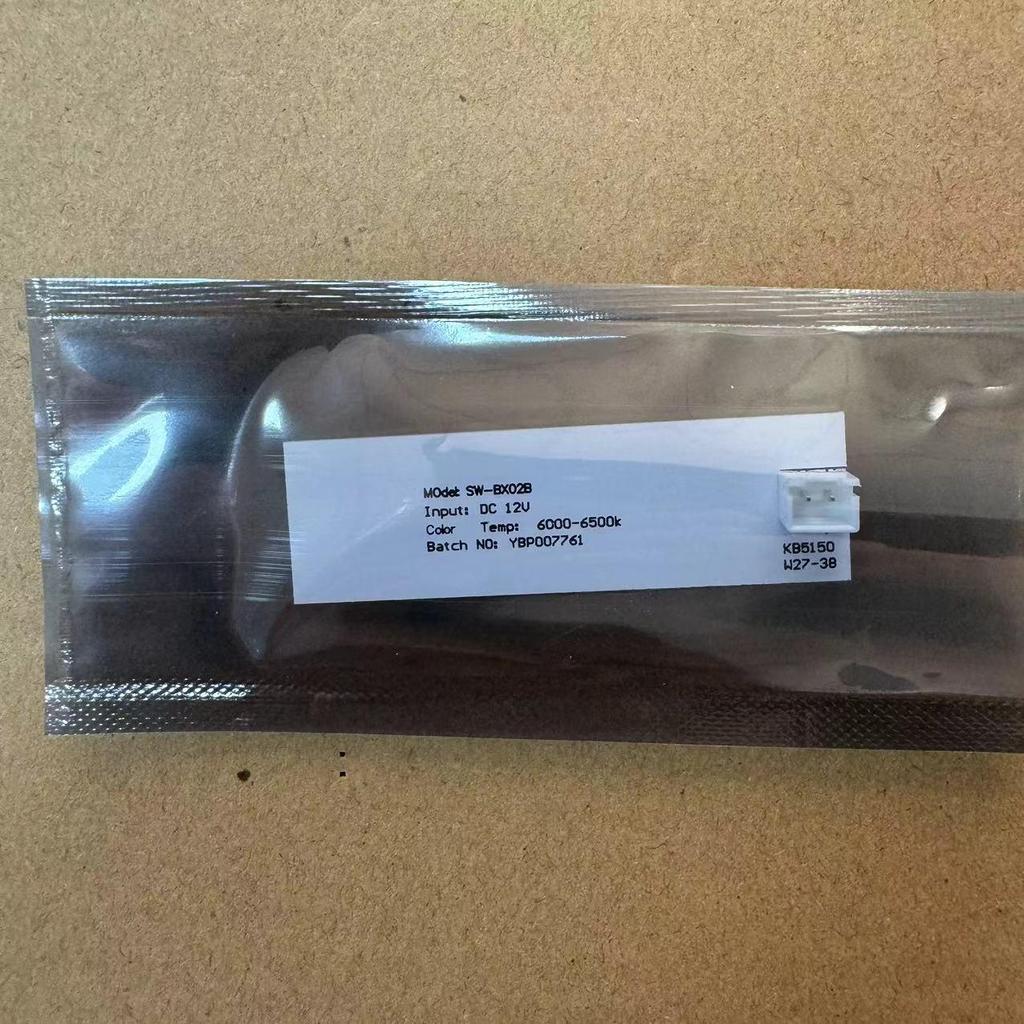 MOdel: SW-BX02B
Input: DC 12V
Color Temp: 6000-6500k
Batch NO: YBP007761
KB5150
W27-38